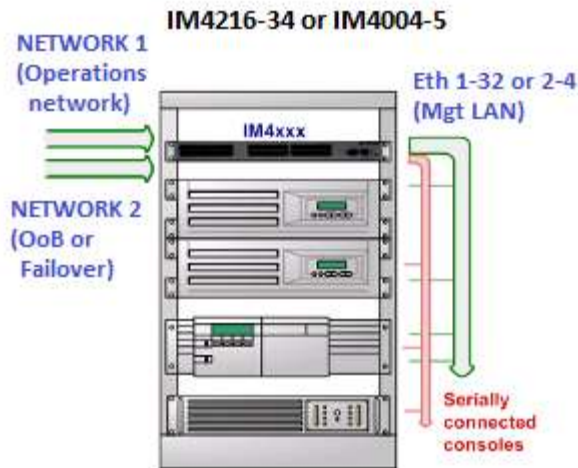 IM4216-34 or IM4004-5
NETWORK 1
(Operations
network)
Eth 1-32 or 2-4
(Mgt LAN)
IM4xxx
NETWORK 2
(OoB or
Failover)
Serially
connected
consoles